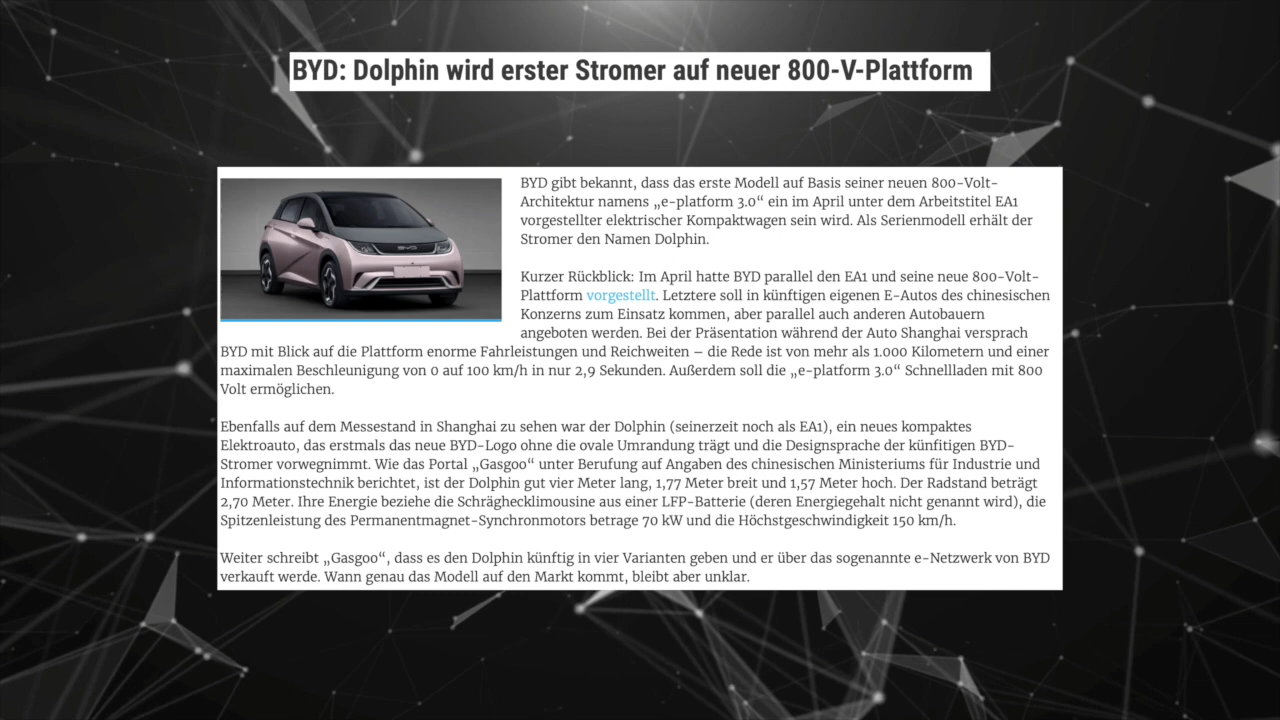 BYD: Dolphin wird erster Stromer auf neuer 800-V-Plattform
BYD gibt bekannt, dass das erste Modell auf Basis seiner neuen 800-Volt-
Architektur namens „e-platform 3.0“ ein im April unter dem Arbeitstitel EA1
vorgestellter elektrischer Kompaktwagen sein wird. Als Serienmodell erhält der
Stromer den Namen Dolphin.
Kurzer Rückblick: Im April hatte BYD parallel den EA1 und seine neue 800-Volt-
Plattform vorgestellt. Letztere soll in künftigen eigenen E-Autos des chinesischen
Konzerns zum Einsatz kommen, aber parallel auch anderen Autobauern
angeboten werden. Bei der Präsentation während der Auto Shanghai versprach
BYD mit Blick auf die Plattform enorme Fahrleistungen und Reichweiten – die Rede ist von mehr als 1.000 Kilometern und einer
maximalen Beschleunigung von 0 auf 100 km/h in nur 2,9 Sekunden. Außerdem soll die „e-platform 3.0“ Schnellladen mit 800
Volt ermöglichen.
Ebenfalls auf dem Messestand in Shanghai zu sehen war der Dolphin (seinerzeit noch als EA1), ein neues kompaktes
Elektroauto, das erstmals das neue BYD-Logo ohne die ovale Umrandung trägt und die Designsprache der künfitigen BYD-
Stromer vorwegnimmt. Wie das Portal „Gasgoo“ unter Berufung auf Angaben des chinesischen Ministeriums für Industrie und
Informationstechnik berichtet, ist der Dolphin gut vier Meter lang, 1,77 Meter breit und 1,57 Meter hoch. Der Radstand beträgt
2,70 Meter. Ihre Energie beziehe die Schräghecklimousine aus einer LFP-Batterie (deren Energiegehalt nicht genannt wird), die
Spitzenleistung des Permanentmagnet-Synchronmotors betrage 70 kW und die Höchstgeschwindigkeit 150 km/h.
Weiter schreibt „Gasgoo“, dass es den Dolphin künftig in vier Varianten geben und er über das sogenannte e-Netzwerk von BYD
verkauft werde. Wann genau das Modell auf den Markt kommt, bleibt aber unklar.